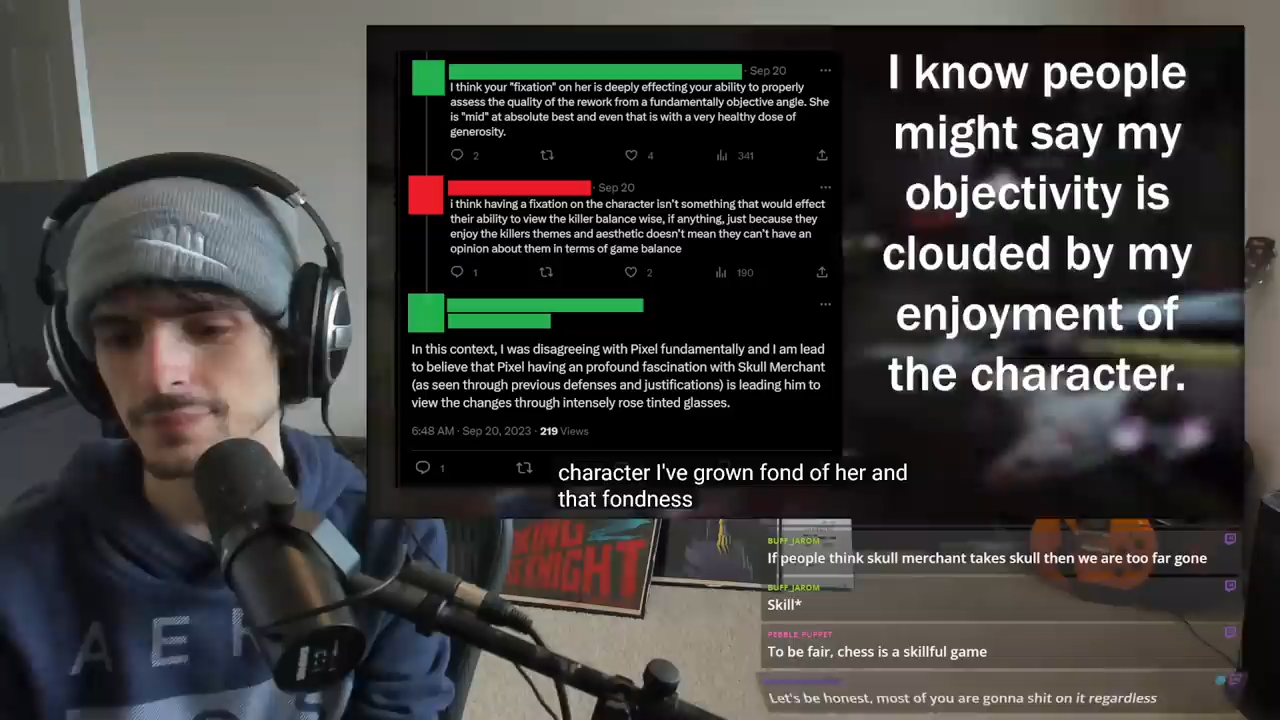 Sep 20
I think your "fixation" on her is deeply effecting your ability to properly
assess the quality of the rework from a fundamentally objective angle. She
is "mid" at absolute best and even that is with a very healthy dose of
generosity.
2
4
341
Sep 20
i think having a fixation on the character isn't something that would effect
their ability to view the killer balance wise, if anything, just because they
enjoy the killers themes and aesthetic doesn't mean they can't have an
opinion about them in terms of game balance
1
2
190
In this context, I was disagreeing with Pixel fundamentally and I am lead
to believe that Pixel having an profound fascination with Skull Merchant
(as seen through previous defenses and justifications) is leading him to
view the changes through intensely rose tinted glasses.
6:48 AM · Sep 20, 2023 · 219 Views
1
I know people
might say my
objectivity is
clouded by my
enjoyment of
the character.
character I've grown fond of her and
that fondness
BUFF_JAROM
If people think skull merchant takes skull then we are too far gone
BUFF_JAROM
Skill*
PEBBLE_PUPPET
To be fair, chess is a skillful game
Let's be honest, most of you are gonna shit on it regardless